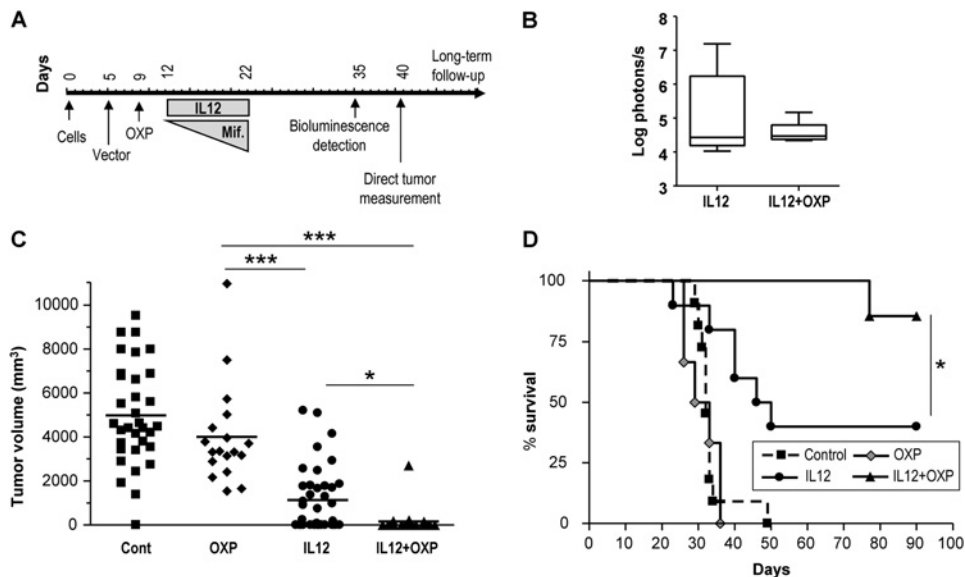 A
Days
0
5
9
12
22
35
40
Long-term
follow-up
IL12
Mif.
Cells
Vector
OXP
Bioluminescence
detection
Direct tumor
measurement
B
Log photons/s
8
7
6
5
4
3
IL12
IL12+OXP
C
Tumor volume (mm³)
10000
8000
6000
4000
2000
0
***
***
*
Cont
OXP
IL12
IL12+OXP
D
% survival
100
75
50
25
0
*
Control
OXP
IL12
IL12+OXP
0 10 20 30 40 50 60 70 80 90 100
Days